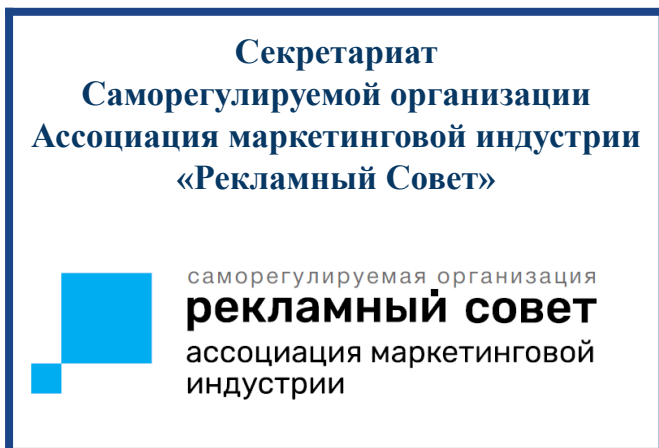 Секретариат
Саморегулируемой организации
Ассоциация маркетинговой индустрии
«Рекламный Совет»
саморегулируемая организация
рекламный совет
ассоциация маркетинговой
индустрии